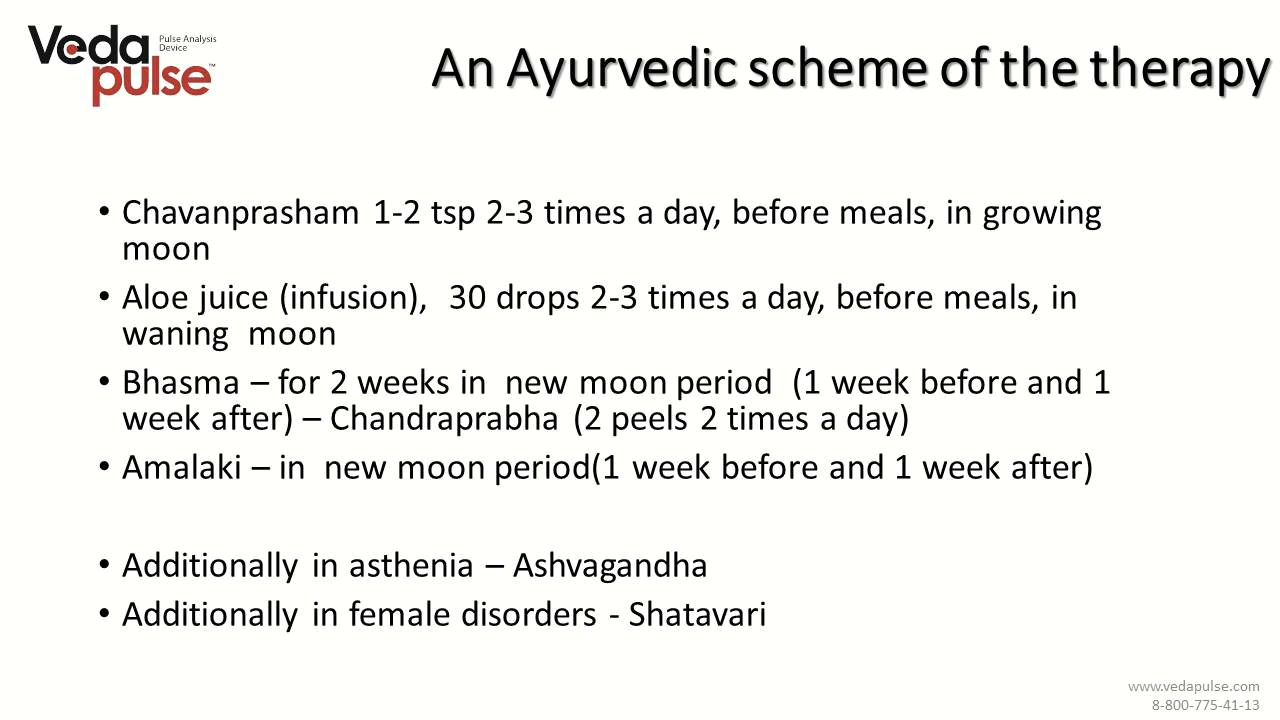 Veda
pulse™
Pulse Analysis
Device
An Ayurvedic scheme of the therapy
• Chavanprasham 1-2 tsp 2-3 times a day, before meals, in growing
moon
• Aloe juice (infusion), 30 drops 2-3 times a day, before meals, in
waning moon
• Bhasma – for 2 weeks in new moon period (1 week before and 1
week after) – Chandraprabha (2 peels 2 times a day)
• Amalaki – in new moon period(1 week before and 1 week after)
• Additionally in asthenia – Ashvagandha
• Additionally in female disorders - Shatavari
www.vedapulse.com
8-800-775-41-13